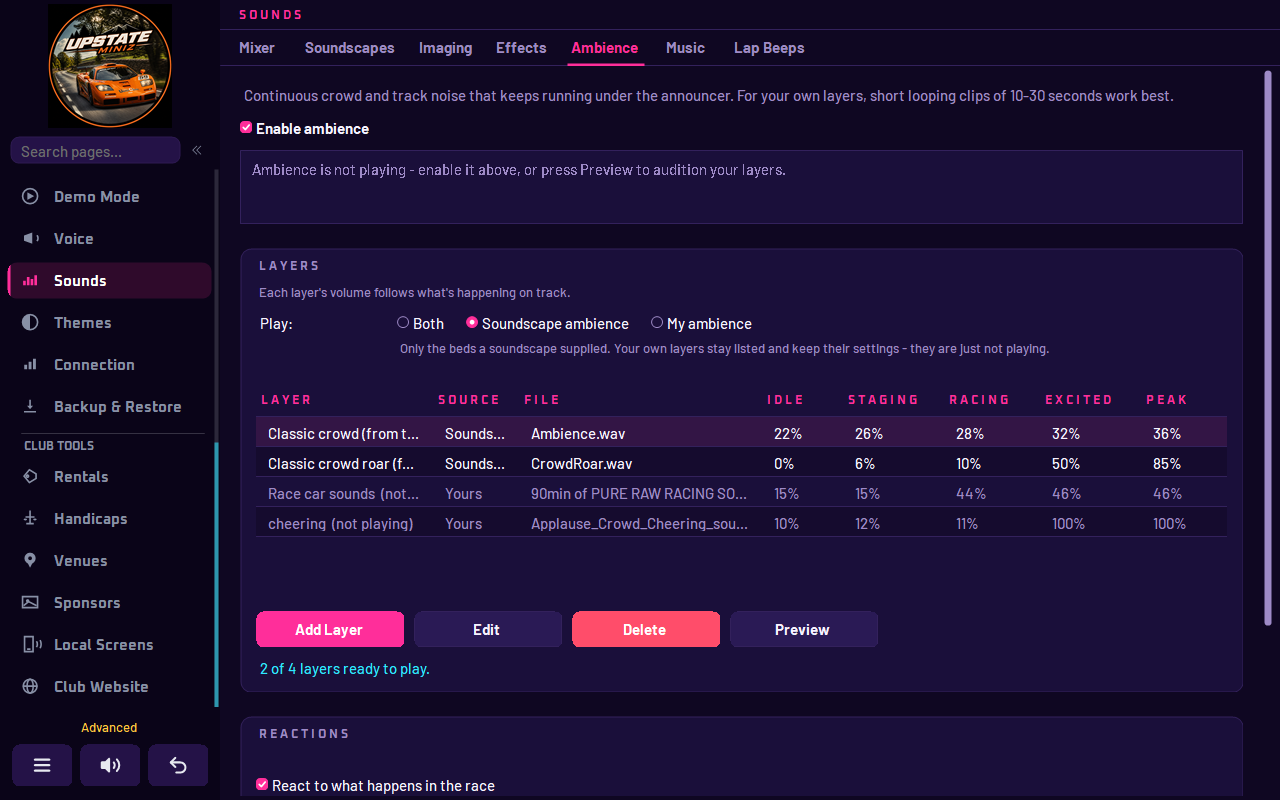 UPSTATE
MINIZ
Search pages...
Demo Mode
Voice
Sounds
Themes
Connection
Backup & Restore
CLUB TOOLS
Rentals
Handicaps
Venues
Sponsors
Local Screens
Club Website
Advanced
SOUNDS
Mixer Soundscapes Imaging Effects Ambience Music Lap Beeps
Continuous crowd and track noise that keeps running under the announcer. For your own layers, short looping clips of 10-30 seconds work best.
Enable ambience
Ambience is not playing - enable it above, or press Preview to audition your layers.
LAYERS
Each layer's volume follows what's happening on track.
Play: Both Soundscape ambience My ambience
Only the beds a soundscape supplied. Your own layers stay listed and keep their settings - they are just not playing.
LAYER SOURCE FILE IDLE STAGING RACING EXCITED PEAK
Classic crowd (from t... Sounds... Ambience.wav 22% 26% 28% 32% 36%
Classic crowd roar (f... Sounds... CrowdRoar.wav 0% 6% 10% 50% 85%
Race car sounds (not... Yours 90min of PURE RAW RACING SO... 15% 15% 44% 46% 46%
cheering (not playing) Yours Applause_Crowd_Cheering_sou... 10% 12% 11% 100% 100%
Add Layer Edit Delete Preview
2 of 4 layers ready to play.
REACTIONS
React to what happens in the race